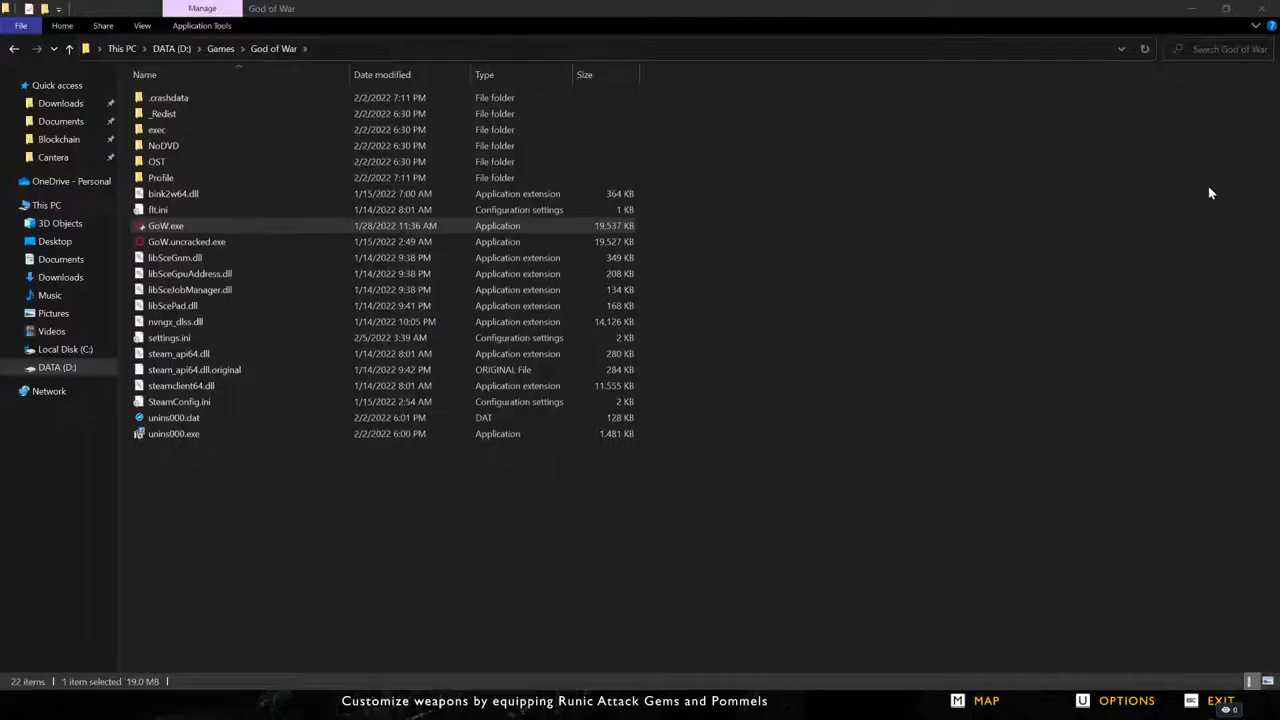 Manage God of War
File Home Share View Application Tools
This PC > DATA (D:) > Games > God of War >
Search God of War
Name Date modified Type Size
Quick access
Downloads
Documents
Blockchain
Cantera
OneDrive - Personal
This PC
3D Objects
Desktop
Documents
Downloads
Music
Pictures
Videos
Local Disk (C:)
DATA (D:)
Network
.crashdata 2/2/2022 7:11 PM File folder
_Redist 2/2/2022 6:30 PM File folder
exec 2/2/2022 6:30 PM File folder
NoDVD 2/2/2022 6:30 PM File folder
OST 2/2/2022 6:30 PM File folder
Profile 2/2/2022 7:11 PM File folder
bink2w64.dll 1/15/2022 7:00 AM Application extension 364 KB
flt.ini 1/14/2022 8:01 AM Configuration settings 1 KB
GoW.exe 1/28/2022 11:36 AM Application 19,537 KB
GoW.uncracked.exe 1/15/2022 2:49 AM Application 19,527 KB
libSceGnm.dll 1/14/2022 9:38 PM Application extension 349 KB
libSceGpuAddress.dll 1/14/2022 9:38 PM Application extension 208 KB
libSceJobManager.dll 1/14/2022 9:38 PM Application extension 134 KB
libScePad.dll 1/14/2022 9:41 PM Application extension 168 KB
nvngx_dlss.dll 1/14/2022 10:05 PM Application extension 14,126 KB
settings.ini 2/5/2022 3:39 AM Configuration settings 2 KB
steam_api64.dll 1/14/2022 8:01 AM Application extension 280 KB
steam_api64.dll.original 1/14/2022 9:42 PM ORIGINAL File 284 KB
steamclient64.dll 1/14/2022 8:01 AM Application extension 11,555 KB
SteamConfig.ini 1/15/2022 2:54 AM Configuration settings 2 KB
unins000.dat 2/2/2022 6:01 PM DAT 128 KB
unins000.exe 2/2/2022 6:00 PM Application 1,481 KB
22 items 1 item selected 19.0 MB
Customize weapons by equipping Runic Attack Gems and Pommels
M MAP U OPTIONS ESC EXIT
0